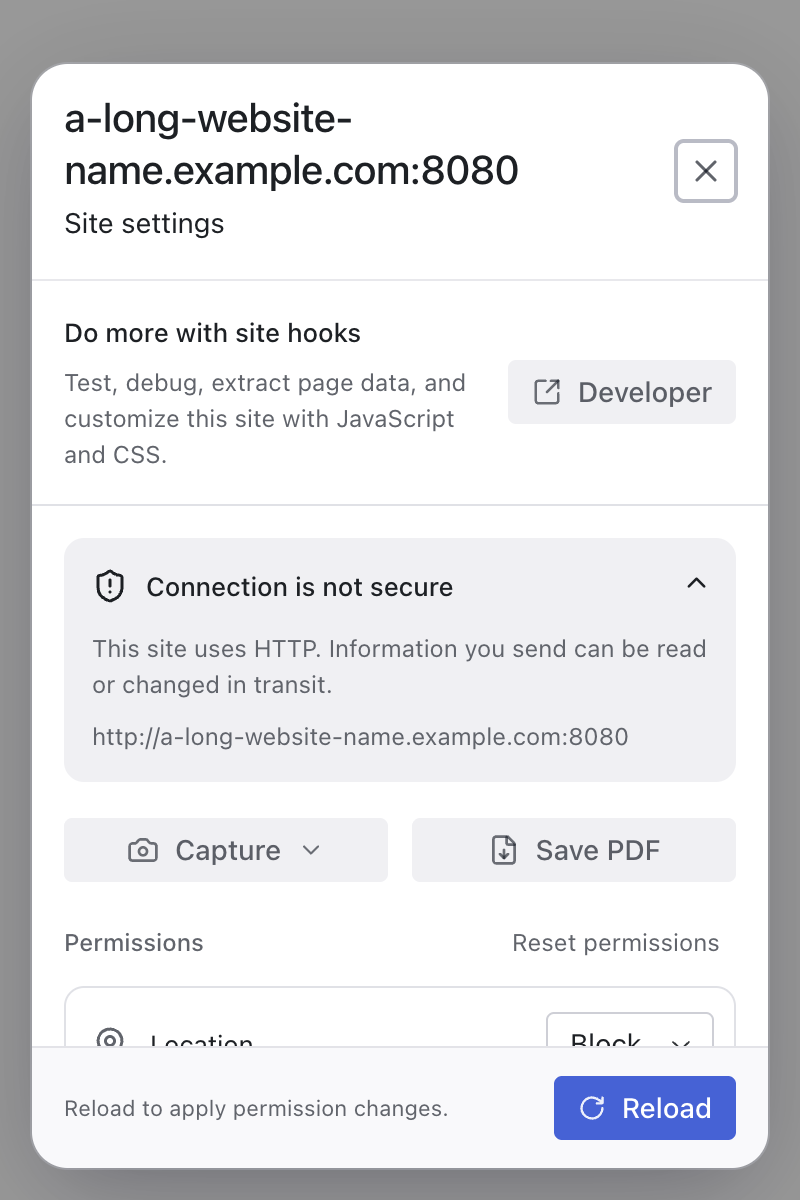 a-long-website-
name.example.com:8080
Site settings
Do more with site hooks
Test, debug, extract page data, and
customize this site with JavaScript
and CSS.
Developer
Connection is not secure
This site uses HTTP. Information you send can be read
or changed in transit.
http://a-long-website-name.example.com:8080
Capture
Save PDF
Permissions
Reset permissions
Location
Block
Reload to apply permission changes.
Reload